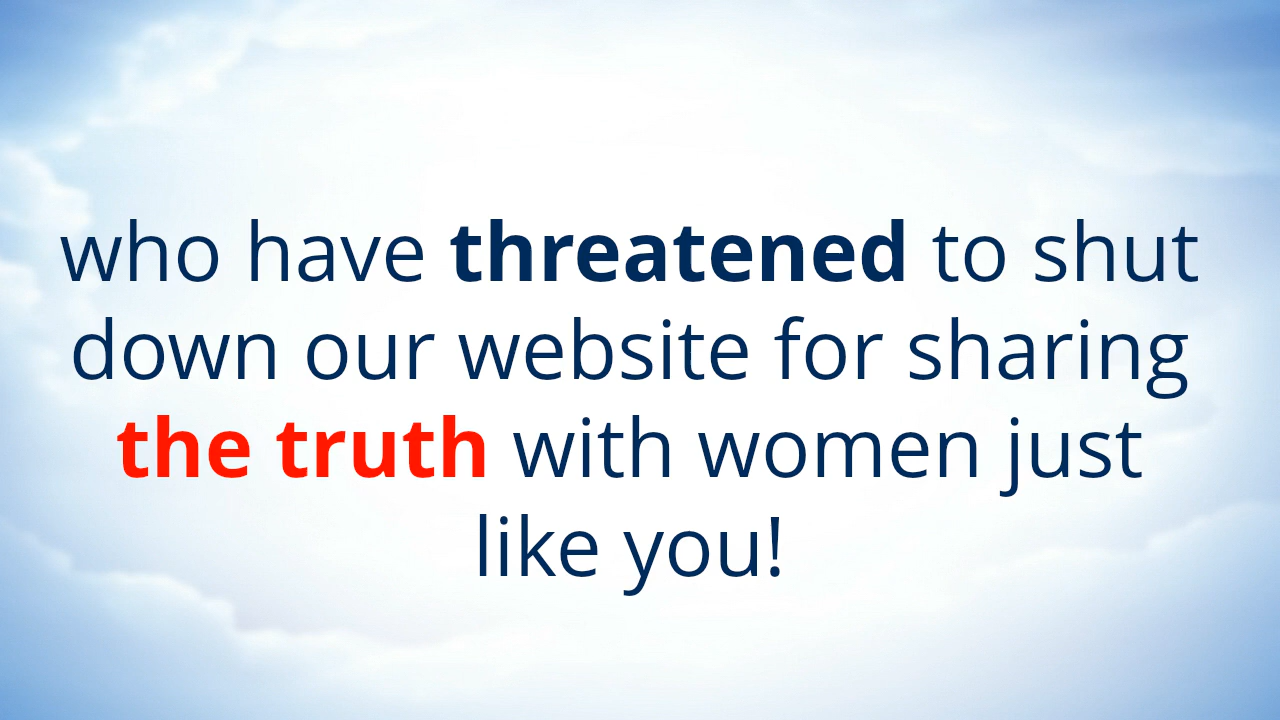 who have threatened to shut
down our website for sharing
the truth with women just
like you!